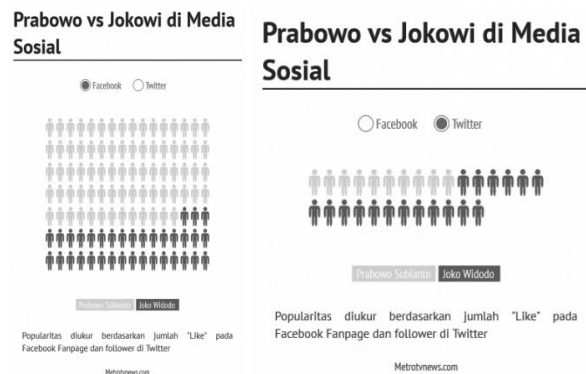 Prabowo vs Jokowi di Media
Sosial
Facebook Twitter
Prabowo Subianto Joko Widodo
Popularitas diukur berdasarkan jumlah "Like" pada
Facebook Fanpage dan follower di Twitter
Metrotvnews.com
Prabowo vs Jokowi di Media
Sosial
Facebook Twitter
Prabowo Subianto Joko Widodo
Popularitas diukur berdasarkan jumlah "Like" pada
Facebook Fanpage dan follower di Twitter
Metrotvnews.com